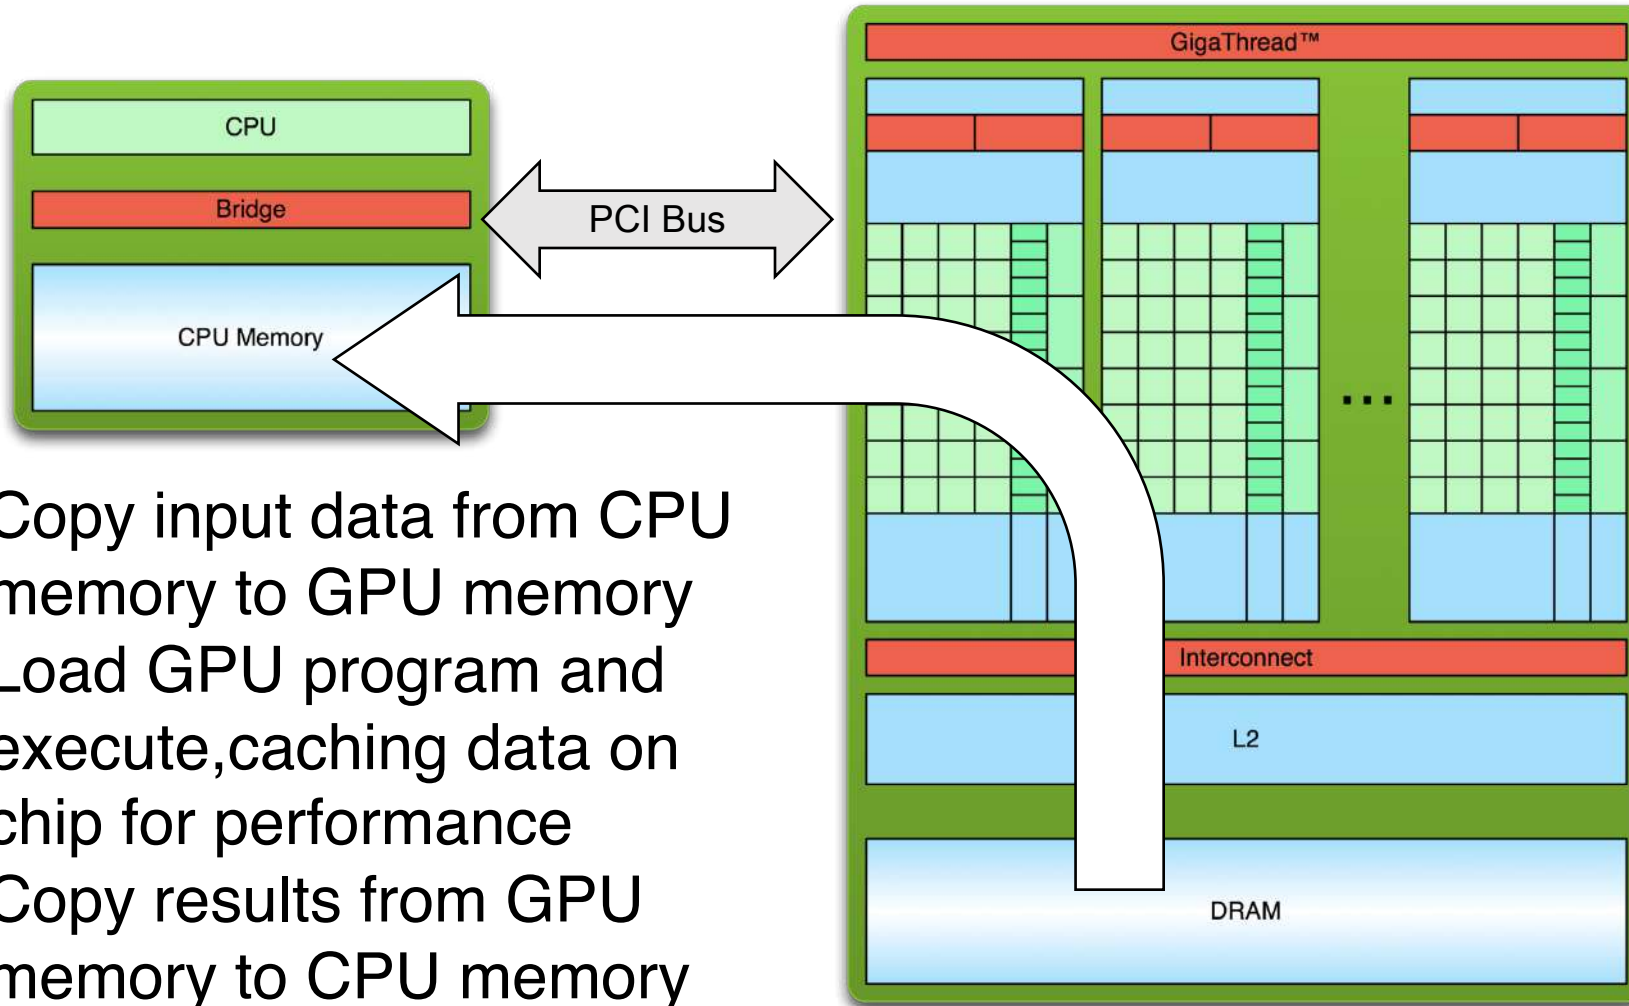 GigaThread™
CPU
Bridge
PCI Bus
CPU Memory
...
Copy input data from CPU
memory to GPU memory
Load GPU program and
execute,caching data on
chip for performance
Copy results from GPU
memory to CPU memory
Interconnect
L2
DRAM